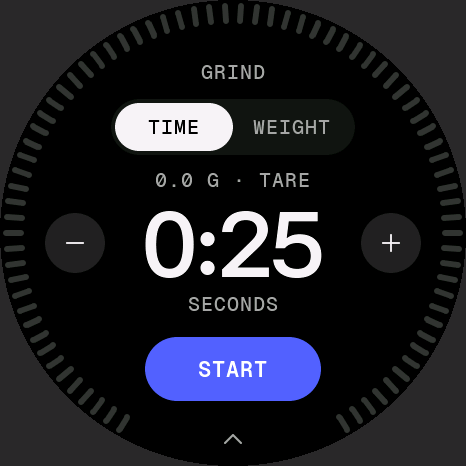 GRIND
TIME WEIGHT
0.0 G · TARE
− 0:25 +
SECONDS
START